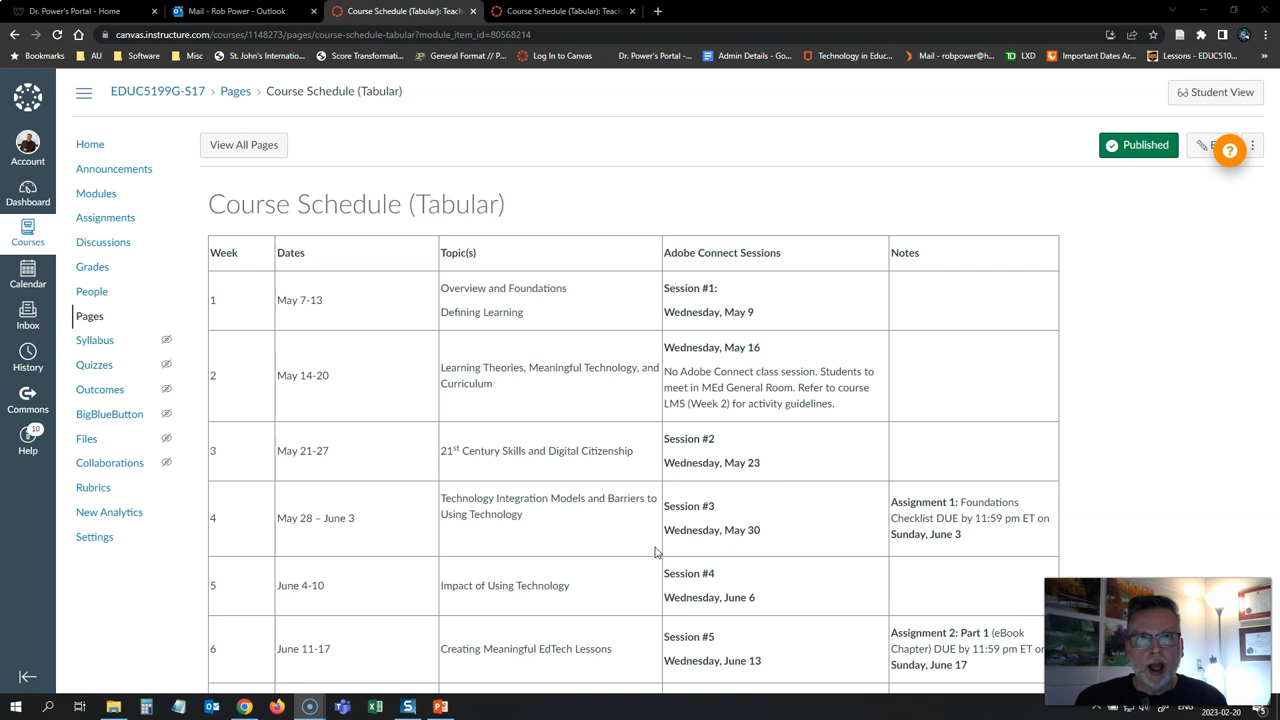 Dr. Power's Portal - Home
Mail - Rob Power - Outlook
Course Schedule (Tabular): Teach
Course Schedule (Tabular): Teach
canvas.instructure.com/courses/1148273/pages/course-schedule-tabular?module_item_id=80568214
Bookmarks
AU
Software
Misc
St. John's Internatio...
Score Transformati...
General Format // P...
Log In to Canvas
Dr. Power's Portal...
Admin Details - Go...
Technology in Educ...
Mail - robpower@h...
LXD
Important Dates Ar...
Lessons - EDUC510...
EDUC5199G-S17 › Pages › Course Schedule (Tabular)
Student View
Account
Dashboard
Courses
Calendar
Inbox
History
Commons
10
Help
Home
Announcements
Modules
Assignments
Discussions
Grades
People
Pages
Syllabus
Quizzes
Outcomes
BigBlueButton
Files
Collaborations
Rubrics
New Analytics
Settings
View All Pages
Published
Course Schedule (Tabular)
Week
Dates
Topic(s)
Adobe Connect Sessions
Notes
1
May 7-13
Overview and Foundations
Defining Learning
Session #1:
Wednesday, May 9
2
May 14-20
Learning Theories, Meaningful Technology, and
Curriculum
Wednesday, May 16
No Adobe Connect class session. Students to
meet in MEd General Room. Refer to course
LMS (Week 2) for activity guidelines.
3
May 21-27
21st Century Skills and Digital Citizenship
Session #2
Wednesday, May 23
4
May 28 – June 3
Technology Integration Models and Barriers to
Using Technology
Session #3
Wednesday, May 30
Assignment 1: Foundations
Checklist DUE by 11:59 pm ET on
Sunday, June 3
5
June 4-10
Impact of Using Technology
Session #4
Wednesday, June 6
6
June 11-17
Creating Meaningful EdTech Lessons
Session #5
Wednesday, June 13
Assignment 2: Part 1 (eBook
Chapter) DUE by 11:59 pm ET on
Sunday, June 17
2023-02-20